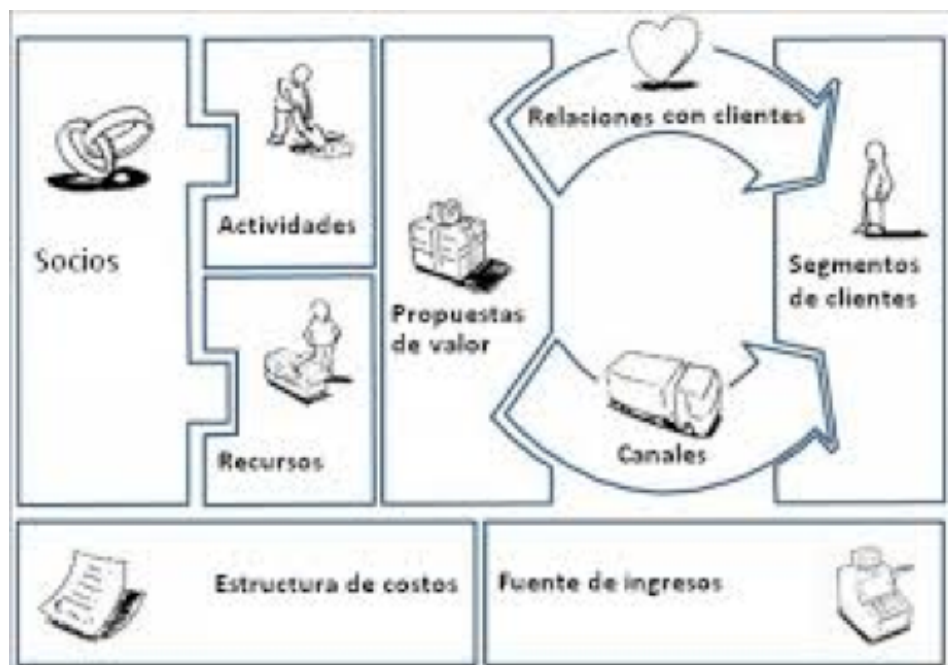 Socios
Actividades
Recursos
Propuestas
de valor
Relaciones con clientes
Canales
Segmentos
de clientes
Estructura de costos
Fuente de ingresos